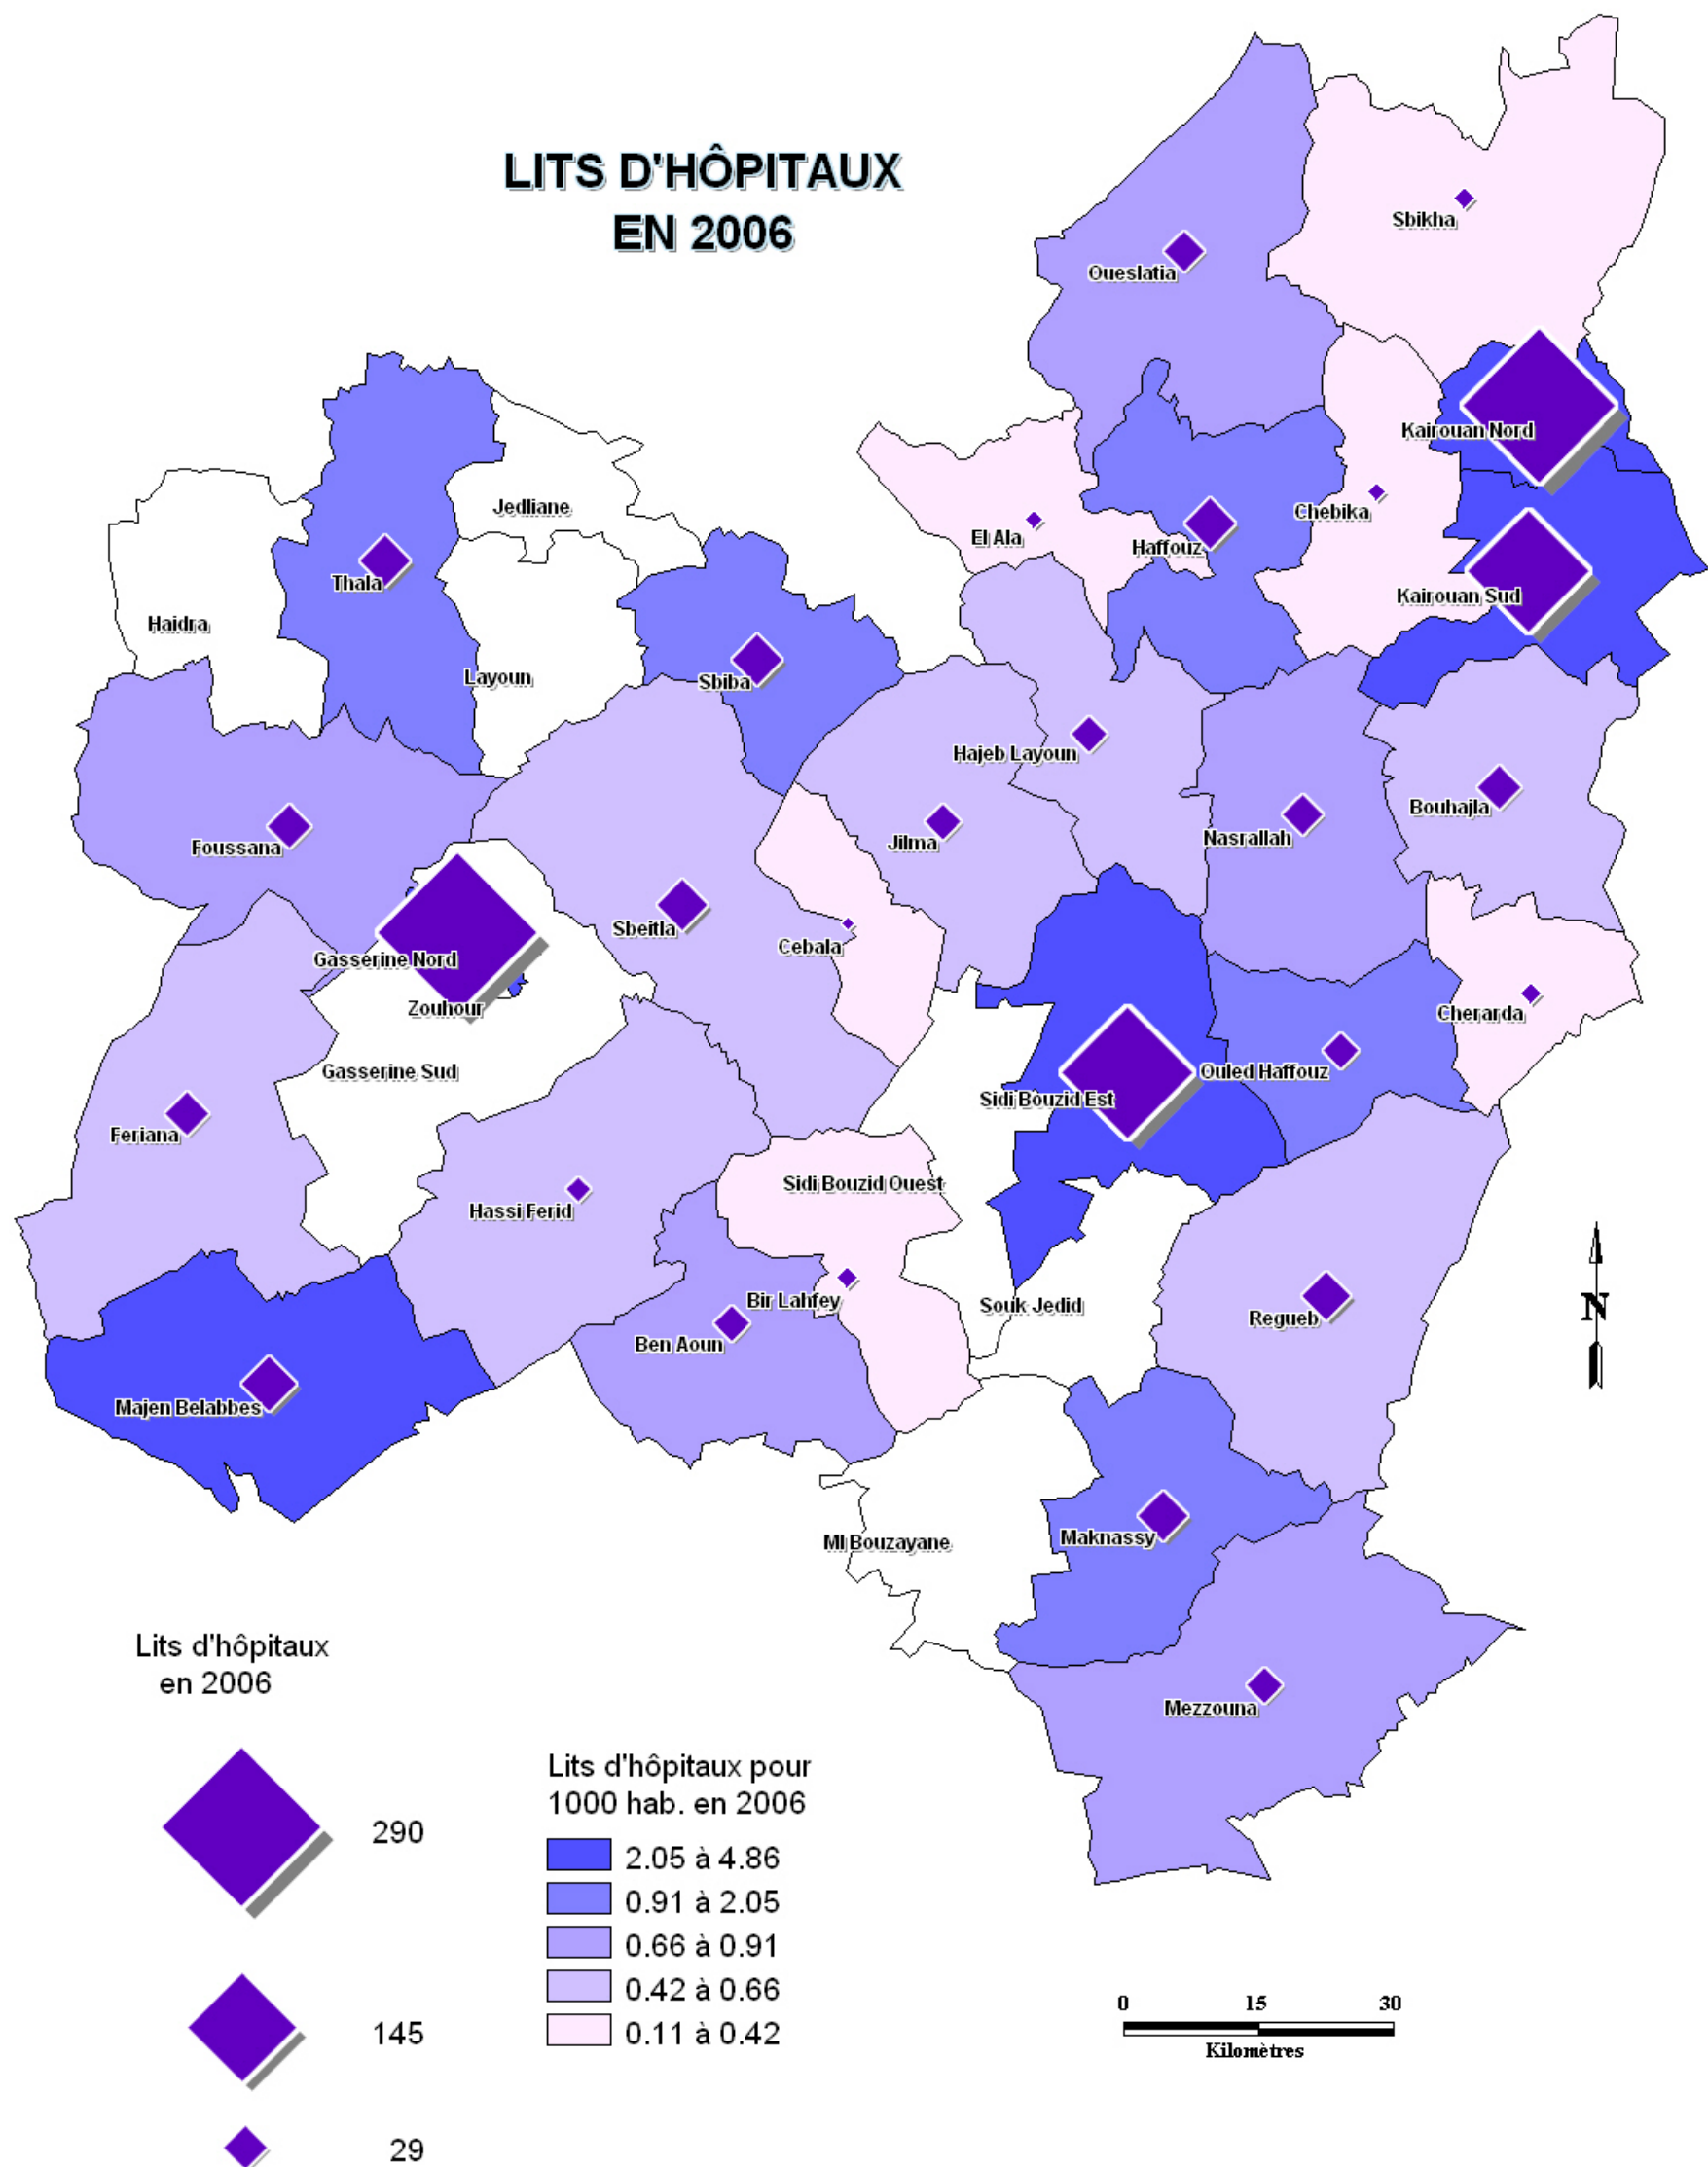 LITS D'HÔPITAUX
EN 2006
Sbikha
Oueslatia
Kairouan Nord
Jedliane
Chebika
El Ala
Haffouz
Thala
Kairouan Sud
Haidra
Layoun
Sbiba
Hajeb Layoun
Bouhajla
Nasrallah
Jilma
Foussana
Sbeitla
Cebala
Gasserine Nord
Zouhour
Cherarda
Gasserine Sud
Ouled Haffouz
Sidi Bouzid Est
Feriana
Sidi Bouzid Ouest
Hassi Ferid
Bir Lahfey
Souk Jedid
Regueb
Ben Aoun
Majen Belabbes
N
Maknassy
Ml Bouzayane
Mezzouna
Lits d'hôpitaux
en 2006
290
145
29
Lits d'hôpitaux pour
1000 hab. en 2006
2.05 à 4.86
0.91 à 2.05
0.66 à 0.91
0.42 à 0.66
0.11 à 0.42
0 15 30
Kilomètres